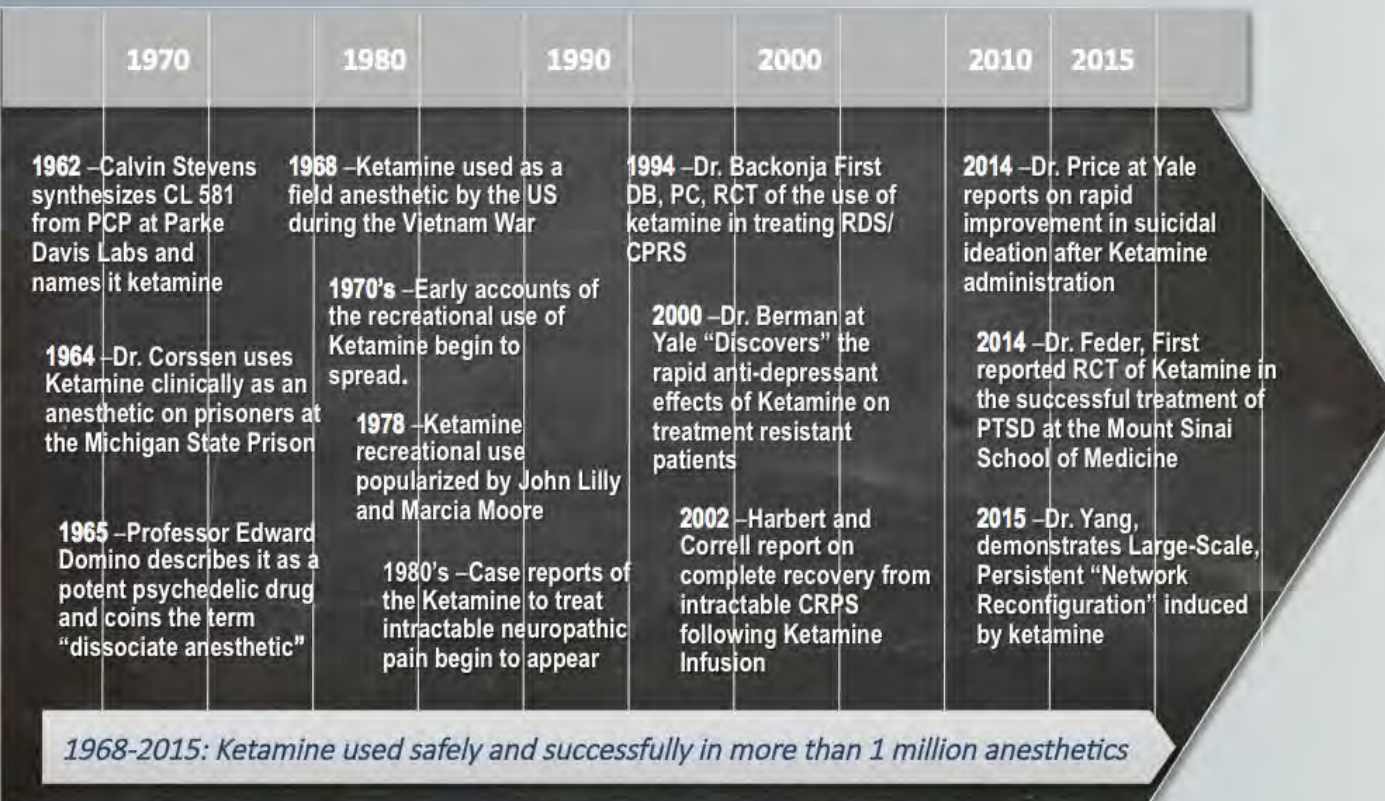 1970 1980 1990 2000 2010 2015
1962 –Calvin Stevens
synthesizes CL 581
from PCP at Parke
Davis Labs and
names it ketamine
1964 –Dr. Corssen uses
Ketamine clinically as an
anesthetic on prisoners at
the Michigan State Prison
1965 –Professor Edward
Domino describes it as a
potent psychedelic drug
and coins the term
“dissociate anesthetic”
1968 –Ketamine used as a
field anesthetic by the US
during the Vietnam War
1970's –Early accounts of
the recreational use of
Ketamine begin to
spread.
1978 –Ketamine
recreational use
popularized by John Lilly
and Marcia Moore
1980’s –Case reports of
the Ketamine to treat
intractable neuropathic
pain begin to appear
1994 –Dr. Backonja First
DB, PC, RCT of the use of
ketamine in treating RDS/
CPRS
2000 –Dr. Berman at
Yale “Discovers” the
rapid anti-depressant
effects of Ketamine on
treatment resistant
patients
2002 –Harbert and
Correll report on
complete recovery from
intractable CRPS
following Ketamine
Infusion
2014 –Dr. Price at Yale
reports on rapid
improvement in suicidal
ideation after Ketamine
administration
2014 –Dr. Feder, First
reported RCT of Ketamine in
the successful treatment of
PTSD at the Mount Sinai
School of Medicine
2015 –Dr. Yang,
demonstrates Large-Scale,
Persistent “Network
Reconfiguration” induced
by ketamine
1968-2015: Ketamine used safely and successfully in more than 1 million anesthetics